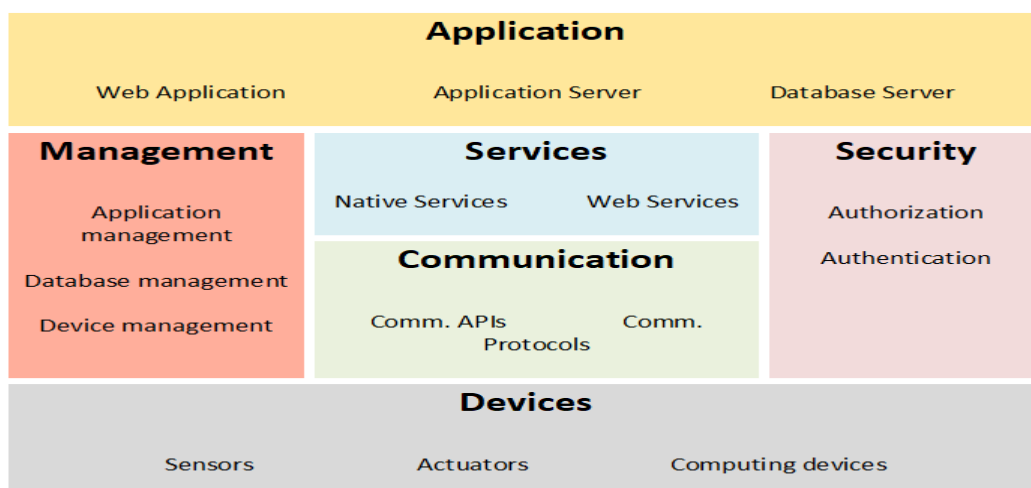 Application
Web Application Application Server Database Server
Management
Application
management
Database management
Device management
Services
Native Services Web Services
Communication
Comm. APIs Comm.
Protocols
Security
Authorization
Authentication
Devices
Sensors Actuators Computing devices